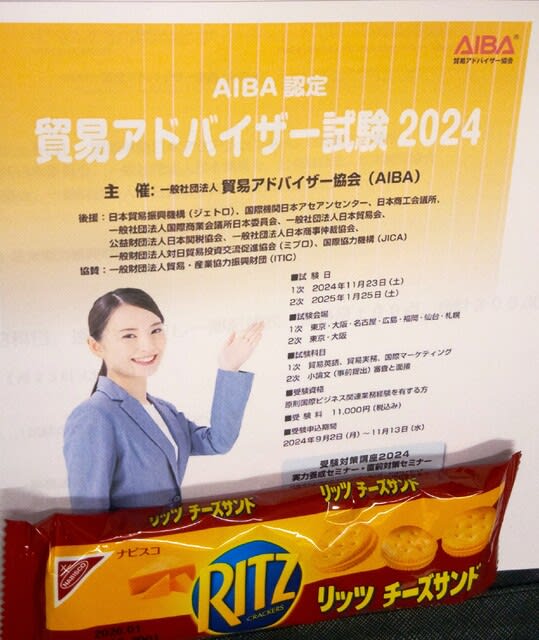 AIBA®
貿易アドバイザー協会
AIBA 認定
貿易アドバイザー試験 2024
主 催: 一般社団法人 貿易アドバイザー協会（AIBA）
後援：日本貿易振興機構（ジェトロ）、国際機関日本アセアンセンター、日本商工会議所、
一般社団法人国際商業会議所日本委員会、一般社団法人日本貿易会、
公益財団法人日本関税協会、一般社団法人日本商事仲裁協会、
一般財団法人対日貿易投資交流促進協会（ミプロ）、国際協力機構（JICA）
協賛：一般財団法人貿易・産業協力振興財団（ITIC）
■試 験 日
1次 2024年11月23日（土）
2次 2025年1月25日（土）
■試験会場
1次 東京・大阪・名古屋・広島・福岡・仙台・札幌
2次 東京・大阪
■試験科目
1次 貿易英語、貿易実務、国際マーケティング
2次 小論文（事前提出）審査と面接
■受験資格
原則国際ビジネス関連業務経験を有する方
■受 験 料 11,000円（税込み）
■受験申込期間
2024年9月2日（月）～11月13日（水）
受験対策講座2024
実力養成セミナー・直前対策セミナー
リッツ チーズサンド
リッツ チーズサンド
ナビスコ
NABISCO
RITZ
CRACKERS
リッツ チーズサンド